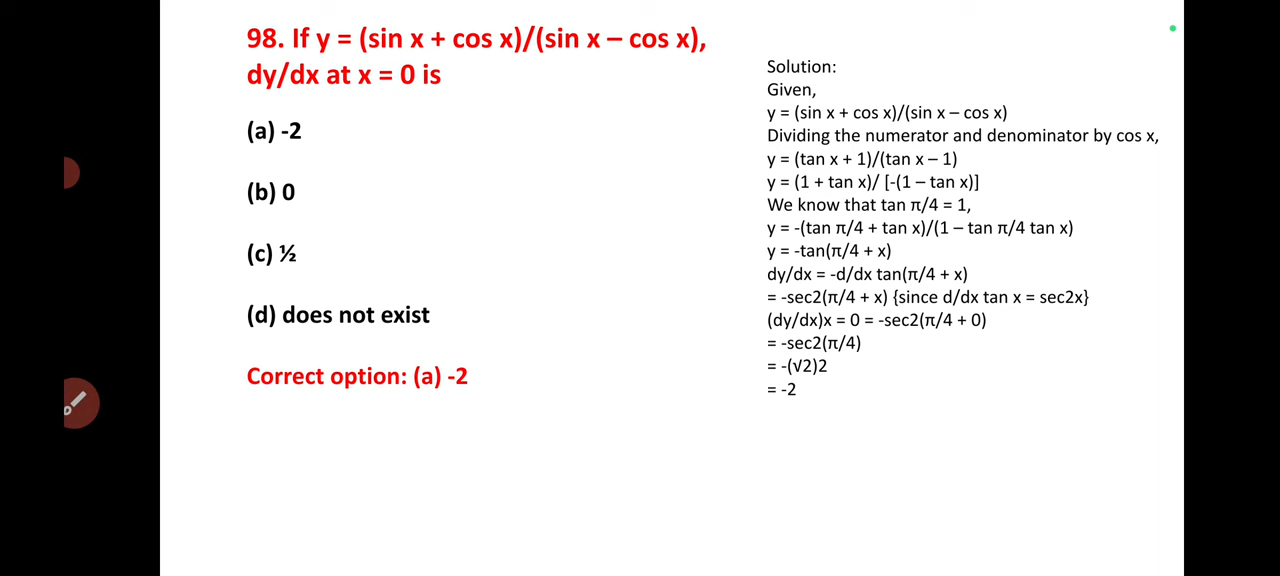 98. If y = (sin x + cos x)/(sin x – cos x),
dy/dx at x = 0 is
(a) -2
(b) 0
(c) ½
(d) does not exist
Correct option: (a) -2
Solution:
Given,
y = (sin x + cos x)/(sin x – cos x)
Dividing the numerator and denominator by cos x,
y = (tan x + 1)/(tan x – 1)
y = (1 + tan x)/ [-(1 – tan x)]
We know that tan π/4 = 1,
y = -(tan π/4 + tan x)/(1 – tan π/4 tan x)
y = -tan(π/4 + x)
dy/dx = -d/dx tan(π/4 + x)
= -sec2(π/4 + x) {since d/dx tan x = sec2x}
(dy/dx)x = 0 = -sec2(π/4 + 0)
= -sec2(π/4)
= -(√2)2
= -2